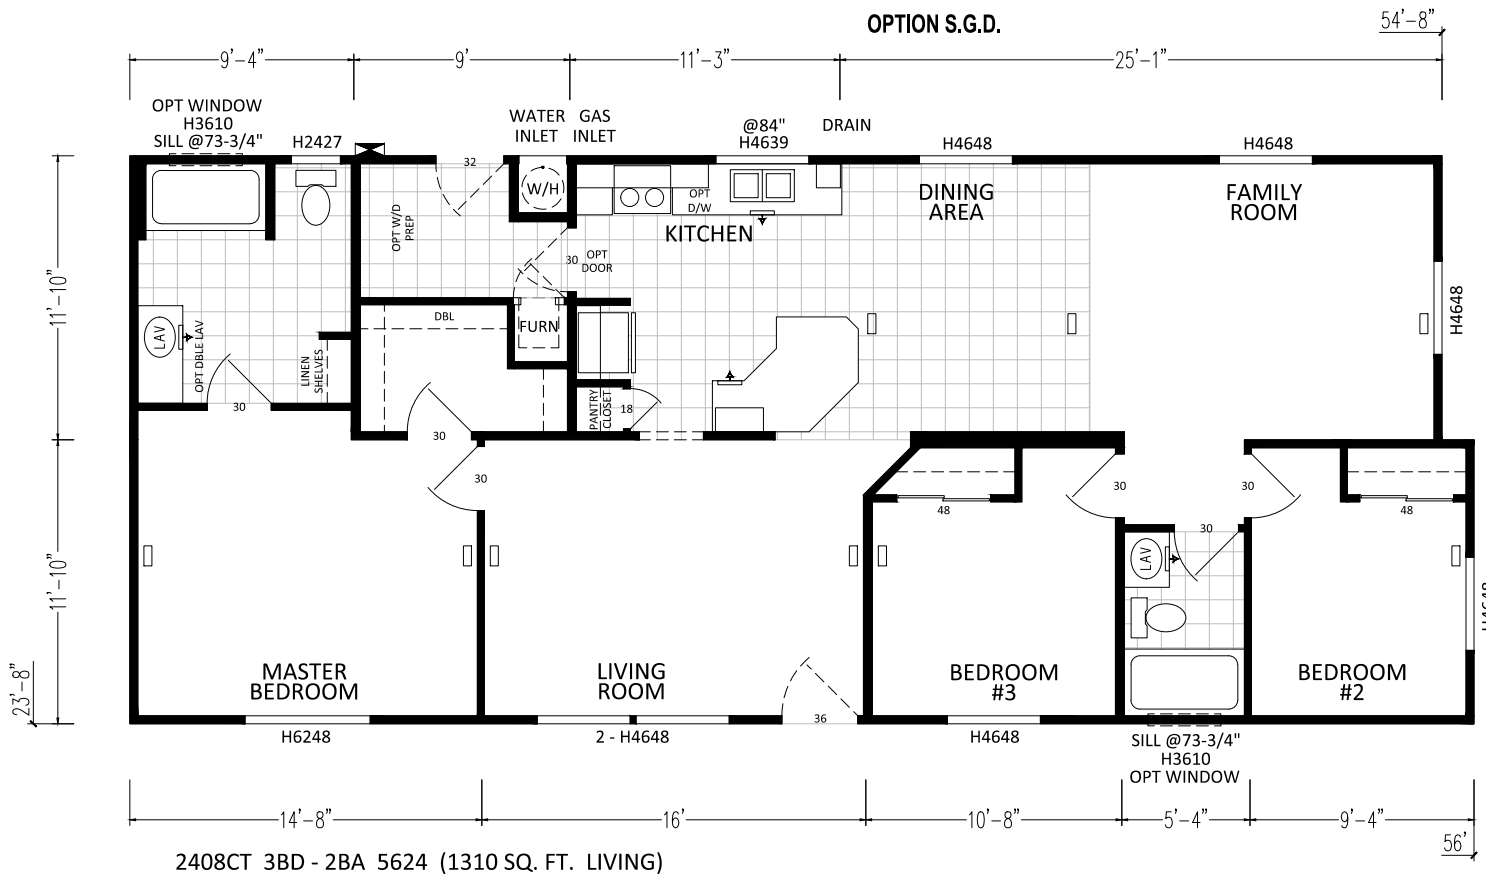 OPTION S.G.D.
54'-8"
9'-4"
9'
11'-3"
25'-1"
OPT WINDOW
H3610
SILL @73-3/4"
H2427
WATER
INLET
GAS
INLET
@84"
H4639
DRAIN
H4648
H4648
32
W/H
OPT W/D
PREP
OPT
D/W
KITCHEN
DINING
AREA
FAMILY
ROOM
30
OPT
DOOR
11'-10"
H4648
DBL
FURN
LAV
OPT DBLE LAV
LINEN
SHELVES
30
30
PANTRY
CLOSET
18
30
48
30
30
48
30
LAV
11'-10"
H4648
23'-8"
MASTER
BEDROOM
LIVING
ROOM
BEDROOM
#3
BEDROOM
#2
36
H6248
2 - H4648
H4648
SILL @73-3/4"
H3610
OPT WINDOW
14'-8"
16'
10'-8"
5'-4"
9'-4"
56'
2408CT 3BD - 2BA 5624 (1310 SQ. FT. LIVING)